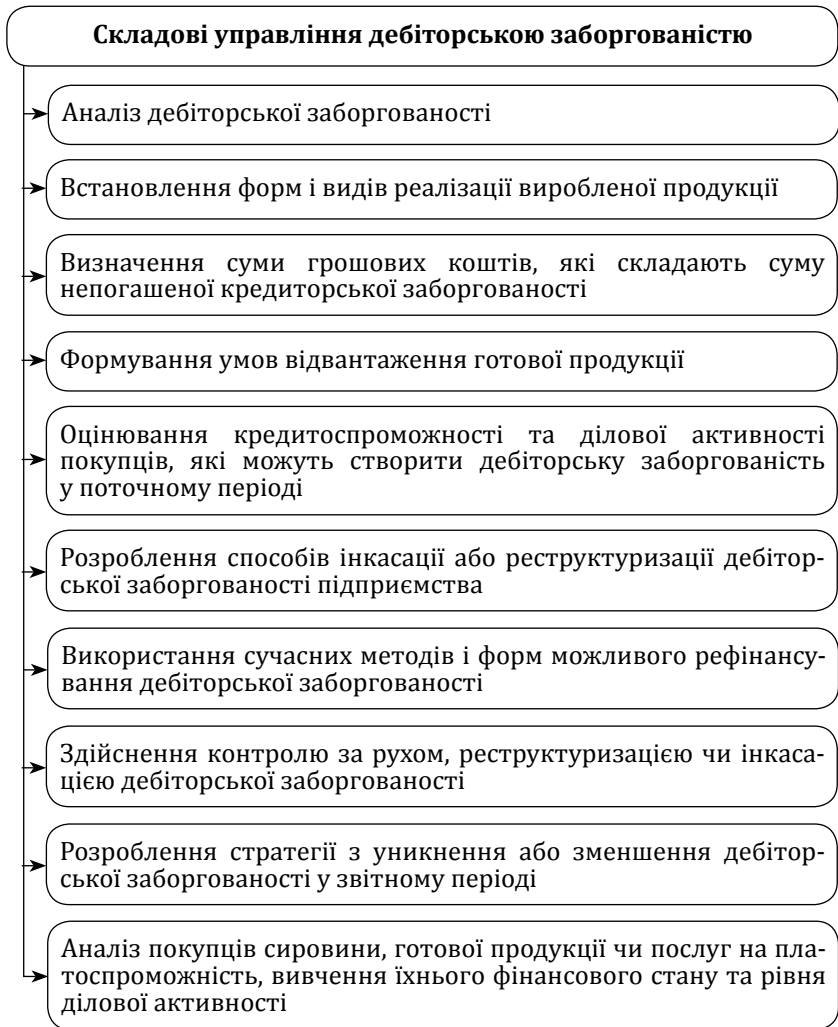 Складові управління дебіторською заборгованістю
Аналіз дебіторської заборгованості
Встановлення форм і видів реалізації виробленої продукції
Визначення суми грошових коштів, які складають суму
непогашеної кредиторської заборгованості
Формування умов відвантаження готової продукції
Оцінювання кредитоспроможності та ділової активності
покупців, які можуть створити дебіторську заборгованість
у поточному періоді
Розроблення способів інкасації або реструктуризації дебітор-
ської заборгованості підприємства
Використання сучасних методів і форм можливого рефінансу-
вання дебіторської заборгованості
Здійснення контролю за рухом, реструктуризацією чи інкаса-
цією дебіторської заборгованості
Розроблення стратегії з уникнення або зменшення дебітор-
ської заборгованості у звітному періоді
Аналіз покупців сировини, готової продукції чи послуг на пла-
тоспроможність, вивчення їхнього фінансового стану та рівня
ділової активності